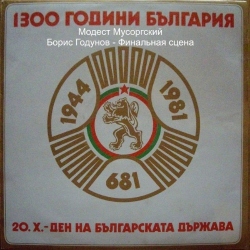 1300 ГОДИНИ БЪЛГАРИЯ
Модест Мусоргский
Борис Годунов - Финальная сцена
1944
1981
681
20.X.-ДЕН НА БЪЛГАРСКАТА ДЪРЖАВА